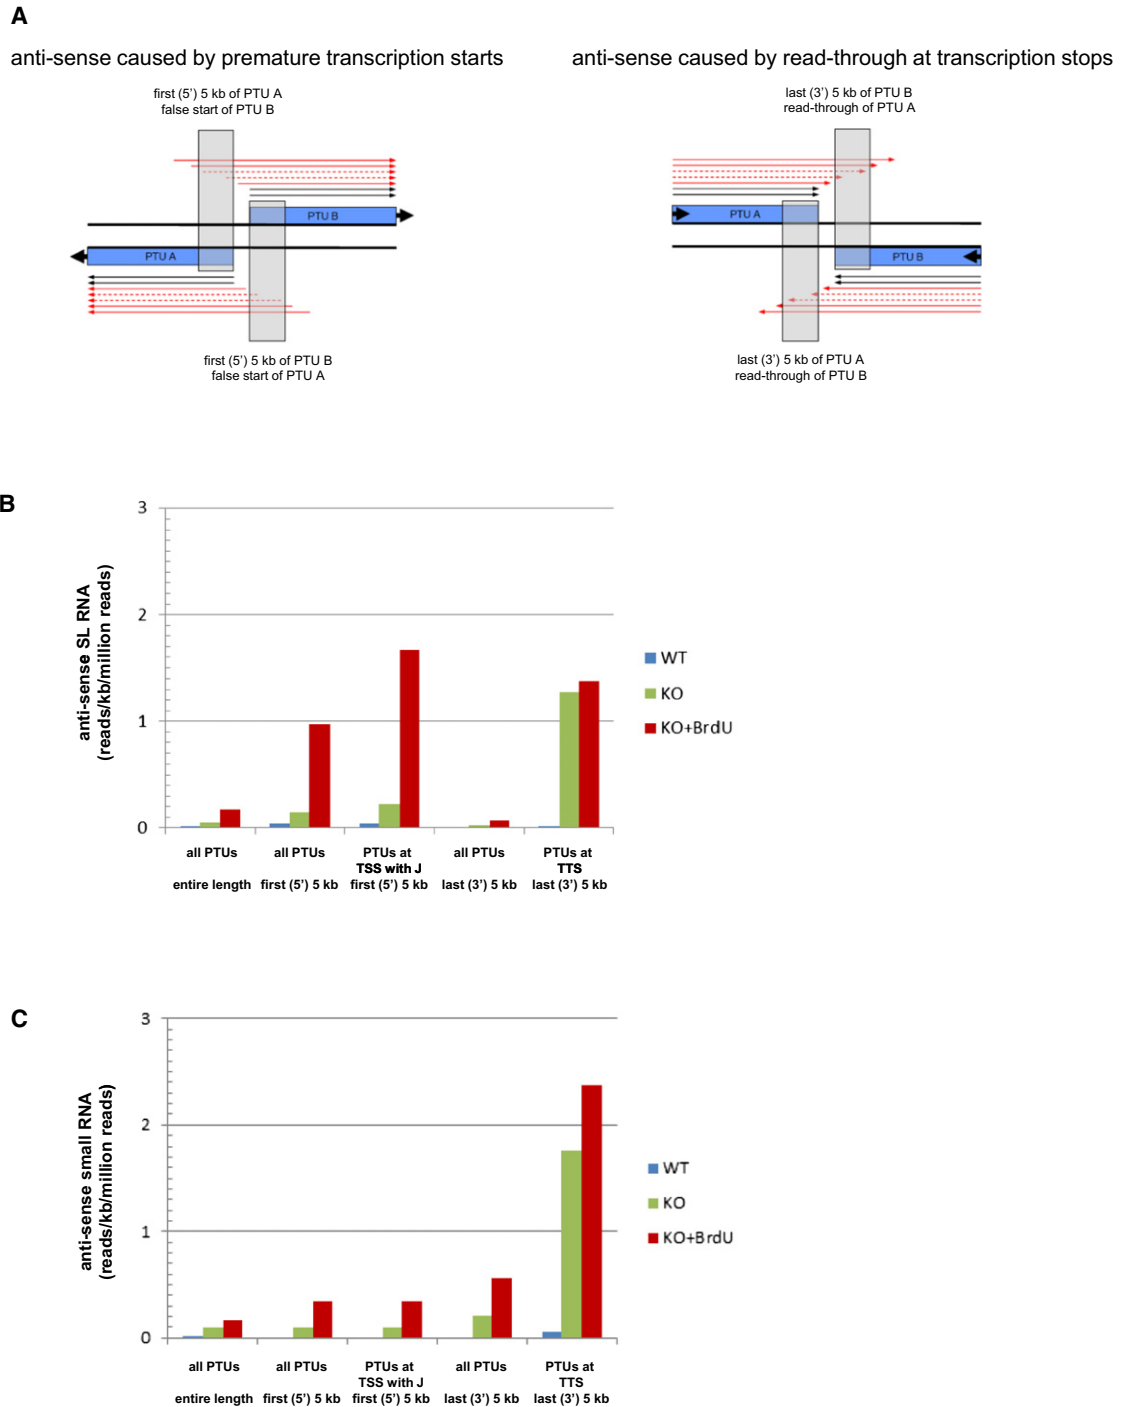 A
anti-sense caused by premature transcription starts
anti-sense caused by read-through at transcription stops
first (5') 5 kb of PTU A
false start of PTU B
last (3') 5 kb of PTU B
read-through of PTU A
PTU B
PTU A
PTU A
PTU B
first (5') 5 kb of PTU B
false start of PTU A
last (3') 5 kb of PTU A
read-through of PTU B
B
anti-sense SL RNA
(reads/kb/million reads)
3
2
1
0
WT
KO
KO+BrdU
all PTUs
entire length
all PTUs
first (5') 5 kb
PTUs at
TSS with J
first (5') 5 kb
all PTUs
last (3') 5 kb
PTUs at
TTS
last (3') 5 kb
C
anti-sense small RNA
(reads/kb/million reads)
3
2
1
0
WT
KO
KO+BrdU
all PTUs
entire length
all PTUs
first (5') 5 kb
PTUs at
TSS with J
first (5') 5 kb
all PTUs
last (3') 5 kb
PTUs at
TTS
last (3') 5 kb